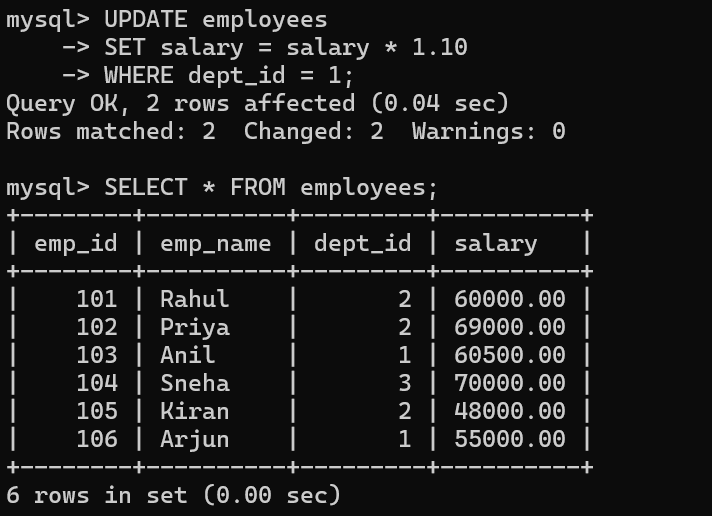 mysql> UPDATE employees
    -> SET salary = salary * 1.10
    -> WHERE dept_id = 1;
Query OK, 2 rows affected (0.04 sec)
Rows matched: 2  Changed: 2  Warnings: 0

mysql> SELECT * FROM employees;
+--------+----------+---------+----------+
| emp_id | emp_name | dept_id | salary   |
+--------+----------+---------+----------+
|    101 | Rahul    |       2 | 60000.00 |
|    102 | Priya    |       2 | 69000.00 |
|    103 | Anil     |       1 | 60500.00 |
|    104 | Sneha    |       3 | 70000.00 |
|    105 | Kiran    |       2 | 48000.00 |
|    106 | Arjun    |       1 | 55000.00 |
+--------+----------+---------+----------+
6 rows in set (0.00 sec)